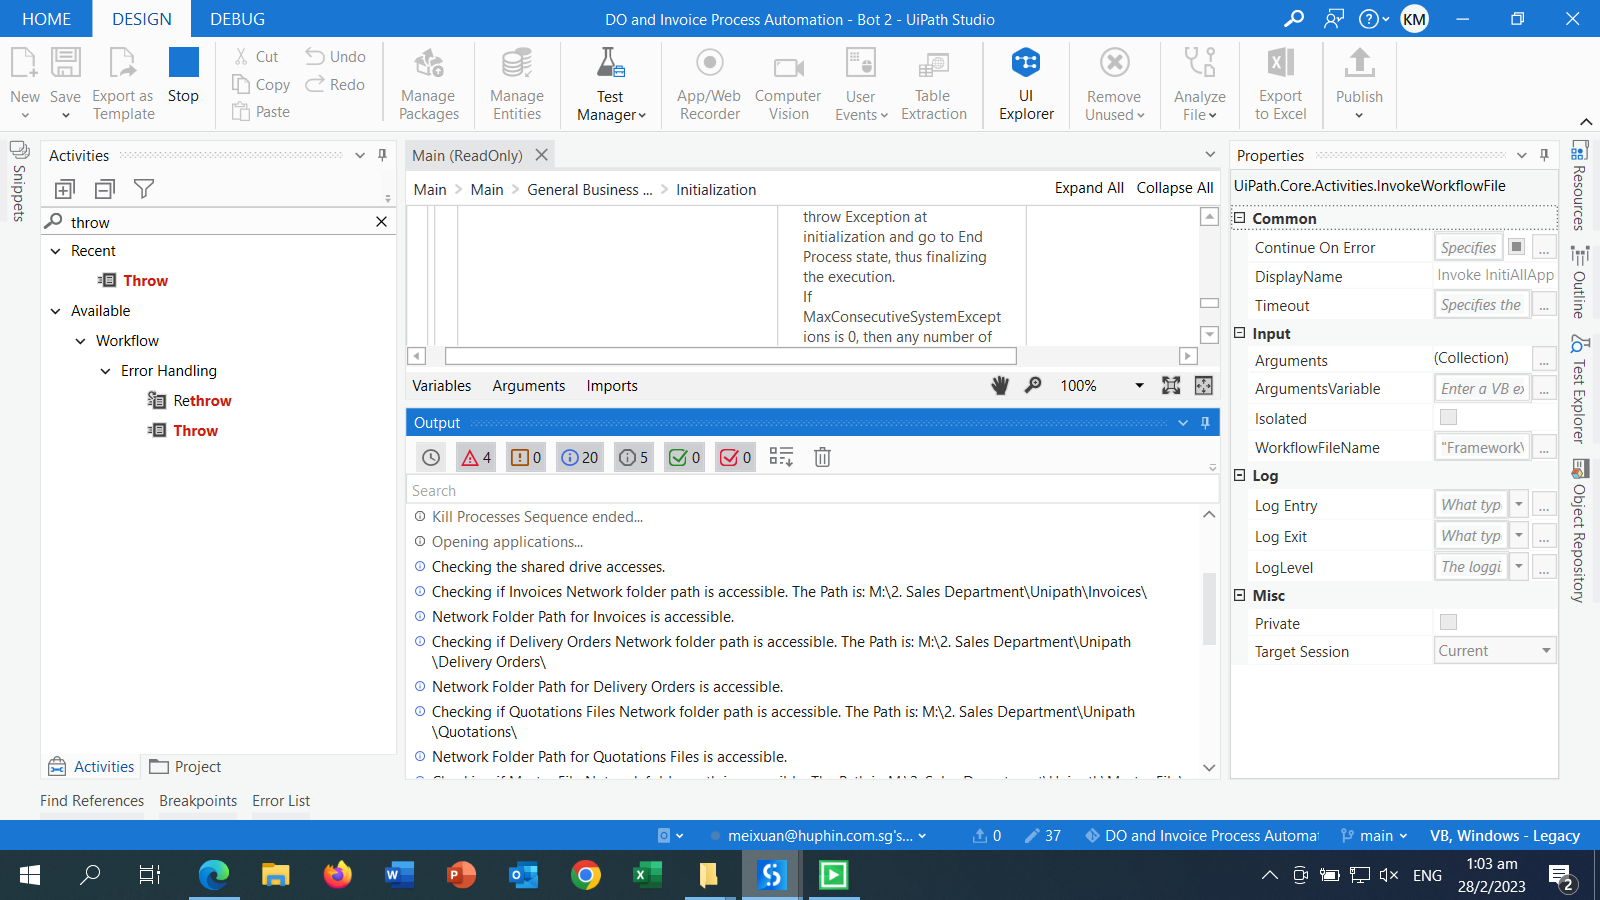 HOME
DESIGN
DEBUG
DO and Invoice Process Automation - Bot 2 - UiPath Studio
KM
New
Save
Export as
Template
Stop
Cut
Copy
Paste
Undo
Redo
Manage
Packages
Manage
Entities
Test
Manager
App/Web
Recorder
Computer
Vision
User
Events
Table
Extraction
UI
Explorer
Remove
Unused
Analyze
File
Export
to Excel
Publish
Snippets
Activities
throw
Recent
Throw
Available
Workflow
Error Handling
Rethrow
Throw
Activities
Project
Main (ReadOnly)
Main > Main > General Business ... > Initialization
Expand All
Collapse All
throw Exception at
initialization and go to End
Process state, thus finalizing
the execution.
If
MaxConsecutiveSystemExcept
ions is 0, then any number of
Variables
Arguments
Imports
100%
Output
4
0
20
5
0
0
Search
Kill Processes Sequence ended...
Opening applications...
Checking the shared drive accesses.
Checking if Invoices Network folder path is accessible. The Path is: M:\2. Sales Department\Unipath\Invoices\
Network Folder Path for Invoices is accessible.
Checking if Delivery Orders Network folder path is accessible. The Path is: M:\2. Sales Department\Unipath
\Delivery Orders\
Network Folder Path for Delivery Orders is accessible.
Checking if Quotations Files Network folder path is accessible. The Path is: M:\2. Sales Department\Unipath
\Quotations\
Network Folder Path for Quotations Files is accessible.
Properties
UiPath.Core.Activities.InvokeWorkflowFile
Common
Continue On Error
Specifies
...
DisplayName
Invoke InitiAllApp
Timeout
Specifies the
...
Input
Arguments
(Collection)
...
ArgumentsVariable
Enter a VB ex
...
Isolated
WorkflowFileName
"Framework\
...
Log
Log Entry
What typ
...
Log Exit
What typ
...
LogLevel
The loggi
...
Misc
Private
Target Session
Current
Resources
Outline
Test Explorer
Object Repository
Find References
Breakpoints
Error List
meixuan@huphin.com.sg's...
0
37
DO and Invoice Process Automat
main
VB, Windows - Legacy
ENG
1:03 am
28/2/2023
2